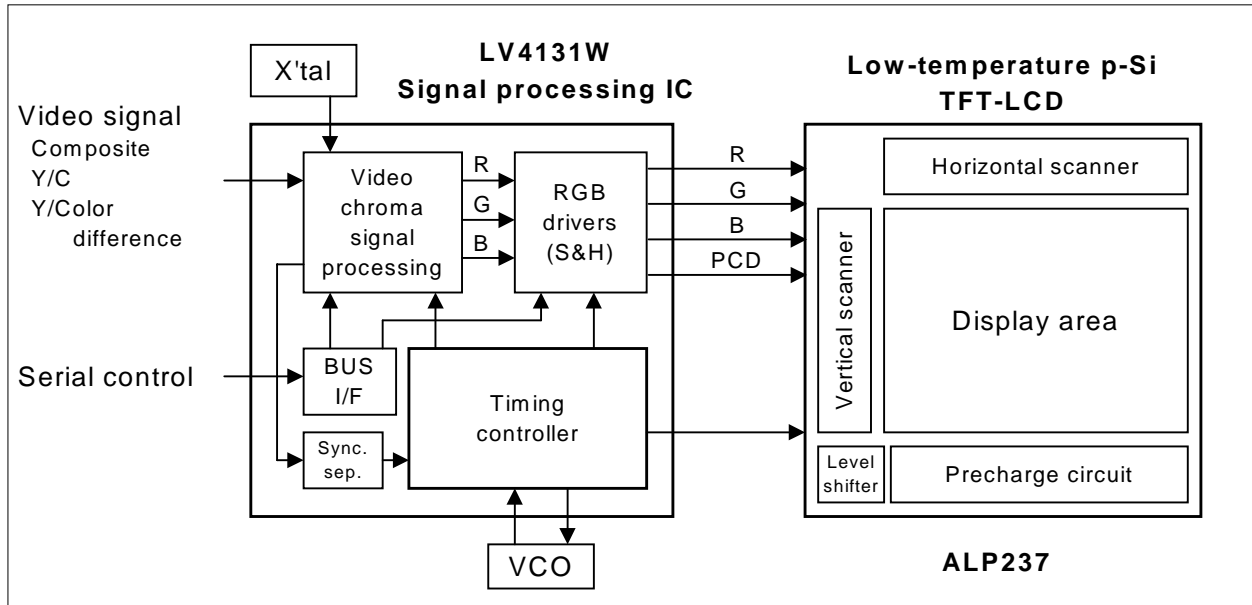 LV4131W
Signal processing IC
Low-temperature p-Si
TFT-LCD
X'tal
Video signal
Composite
Y/C
Y/Color
difference
Video
chroma
signal
processing
R
G
B
RGB
drivers
(S&H)
R
G
B
PCD
Horizontal scanner
Vertical scanner
Display area
Serial control
BUS
I/F
Timing
controller
Sync.
sep.
Level
shifter
Precharge circuit
VCO
ALP237